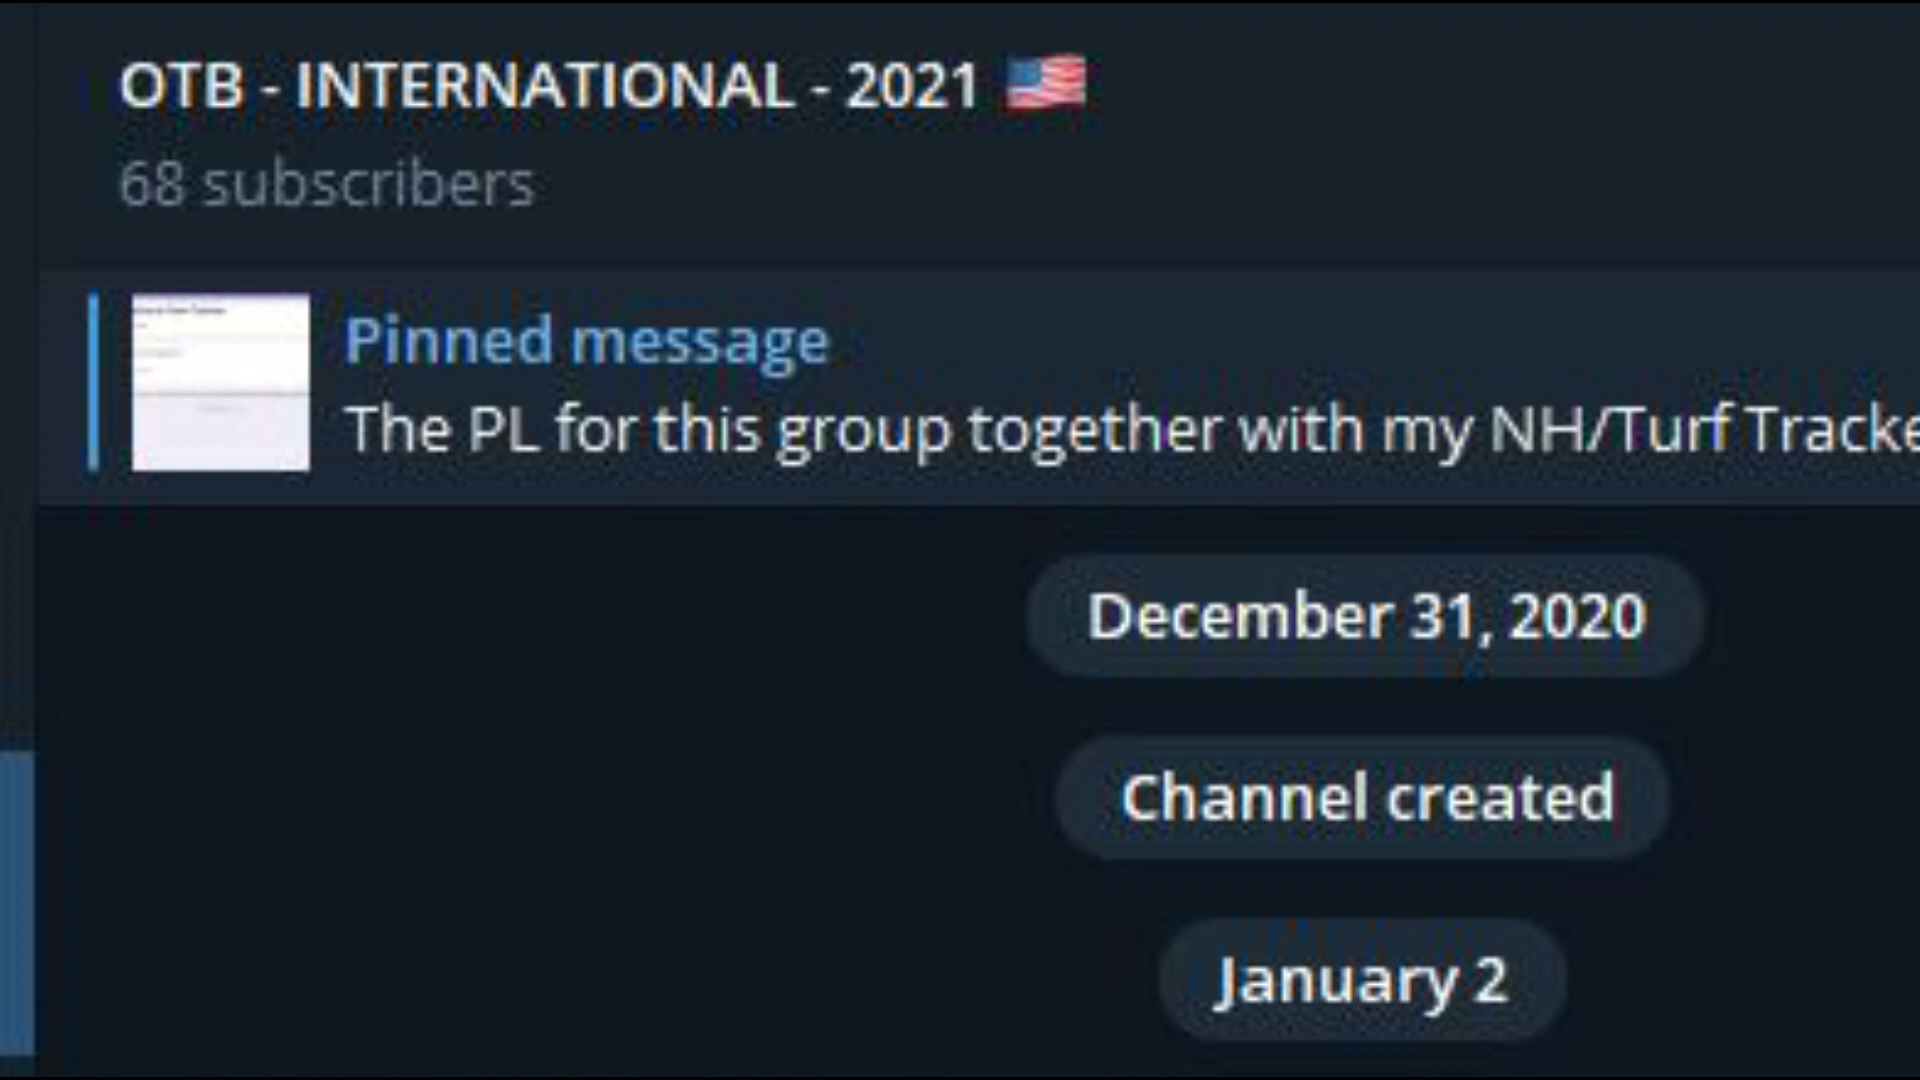 OTB - INTERNATIONAL - 2021 🇺🇸
68 subscribers
Pinned message
The PL for this group together with my NH/Turf Tracke
December 31, 2020
Channel created
January 2